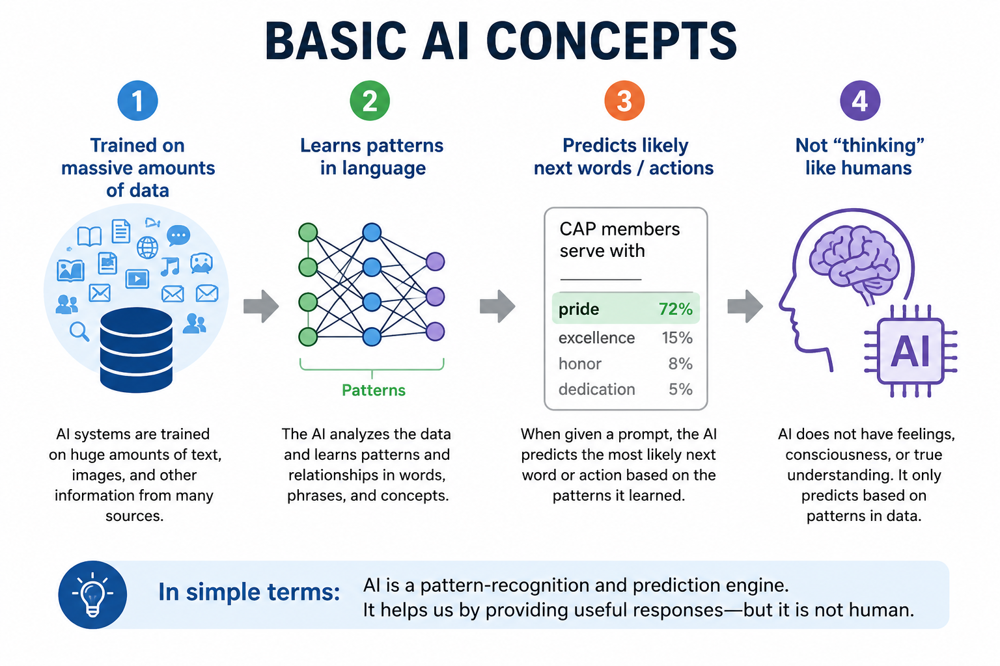 BASIC AI CONCEPTS
1
Trained on
massive amounts
of data
AI systems are trained
on huge amounts of text,
images, and other
information from many
sources.
2
Learns patterns
in language
Patterns
The AI analyzes the data
and learns patterns and
relationships in words,
phrases, and concepts.
3
Predicts likely
next words / actions
CAP members
serve with
pride 72%
excellence 15%
honor 8%
dedication 5%
When given a prompt, the AI
predicts the most likely next
word or action based on the
patterns it learned.
4
Not “thinking”
like humans
AI
AI does not have feelings,
consciousness, or true
understanding. It only
predicts based on
patterns in data.
In simple terms:
AI is a pattern-recognition and prediction engine.
It helps us by providing useful responses—but it is not human.